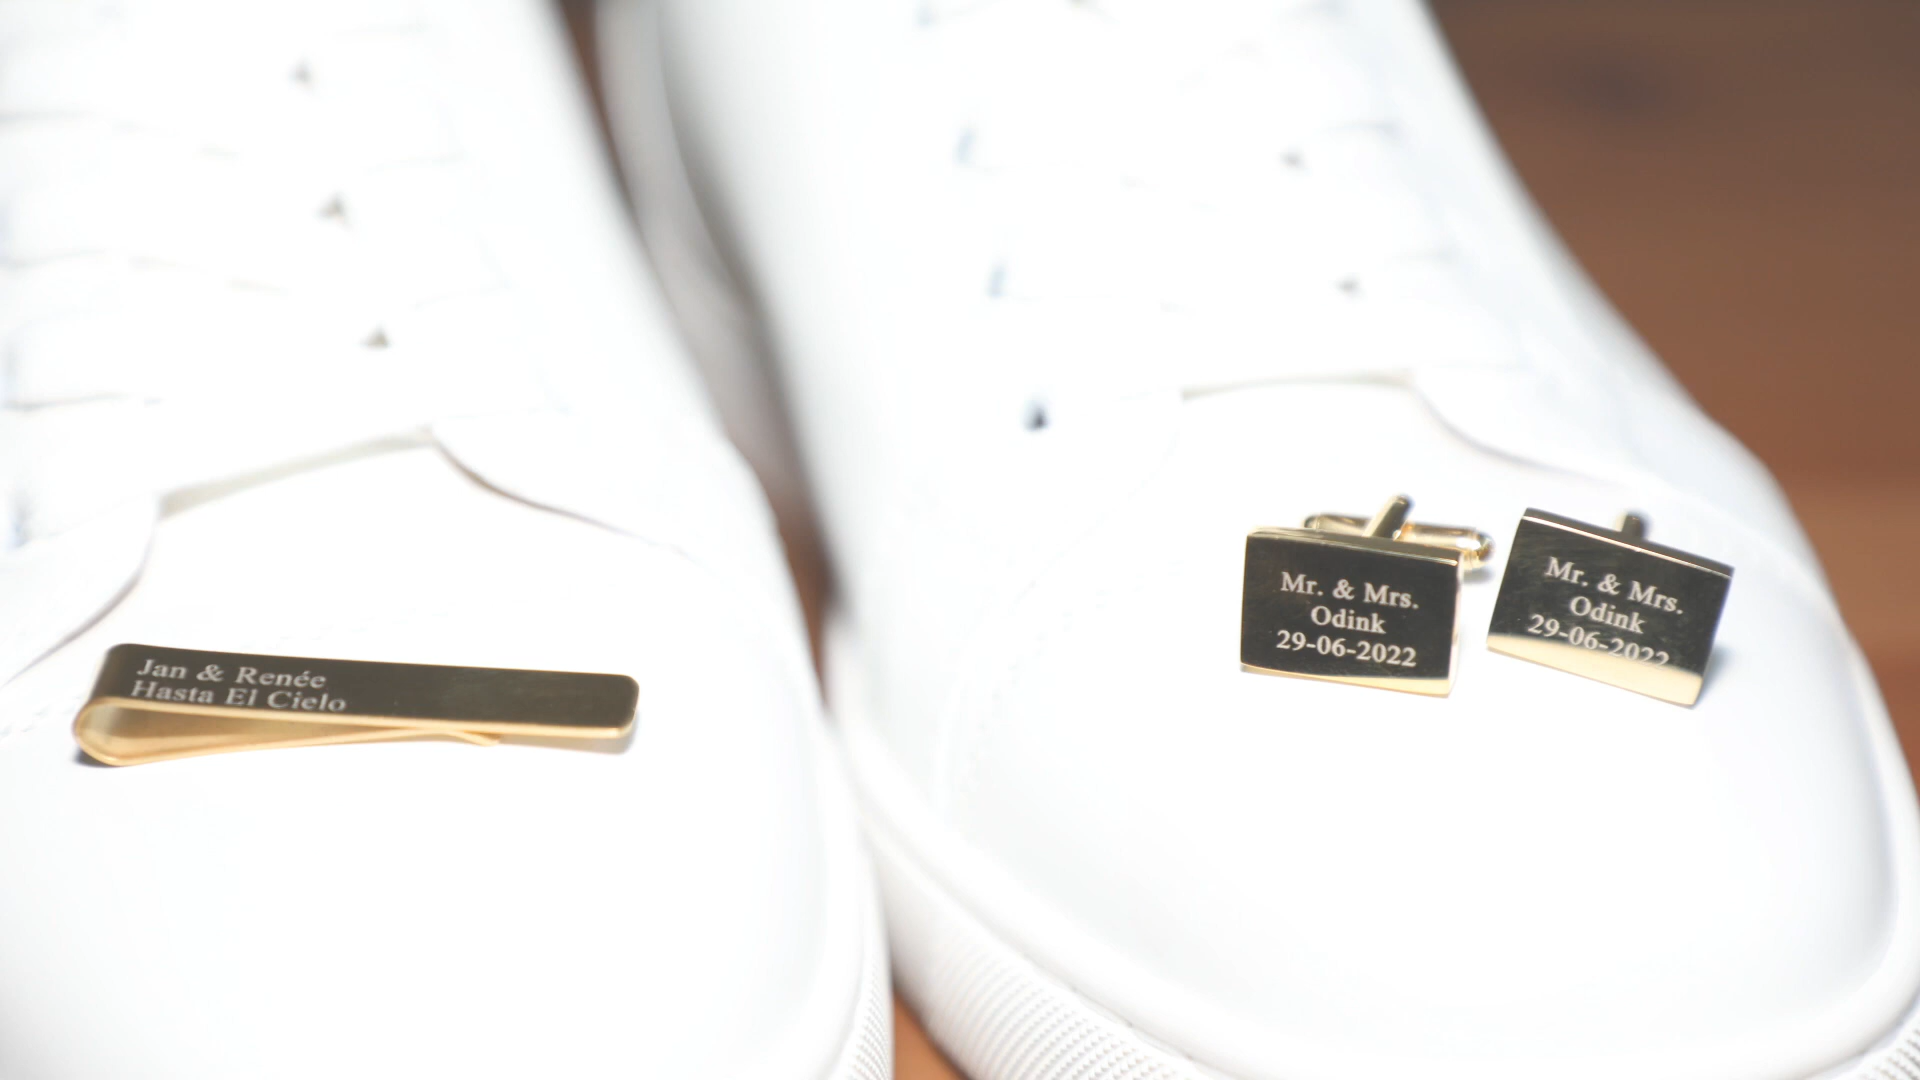 Jan & Renée
Hasta El Cielo
Mr. & Mrs.
Odink
29-06-2022
Mr. & Mrs.
Odink
29-06-2022